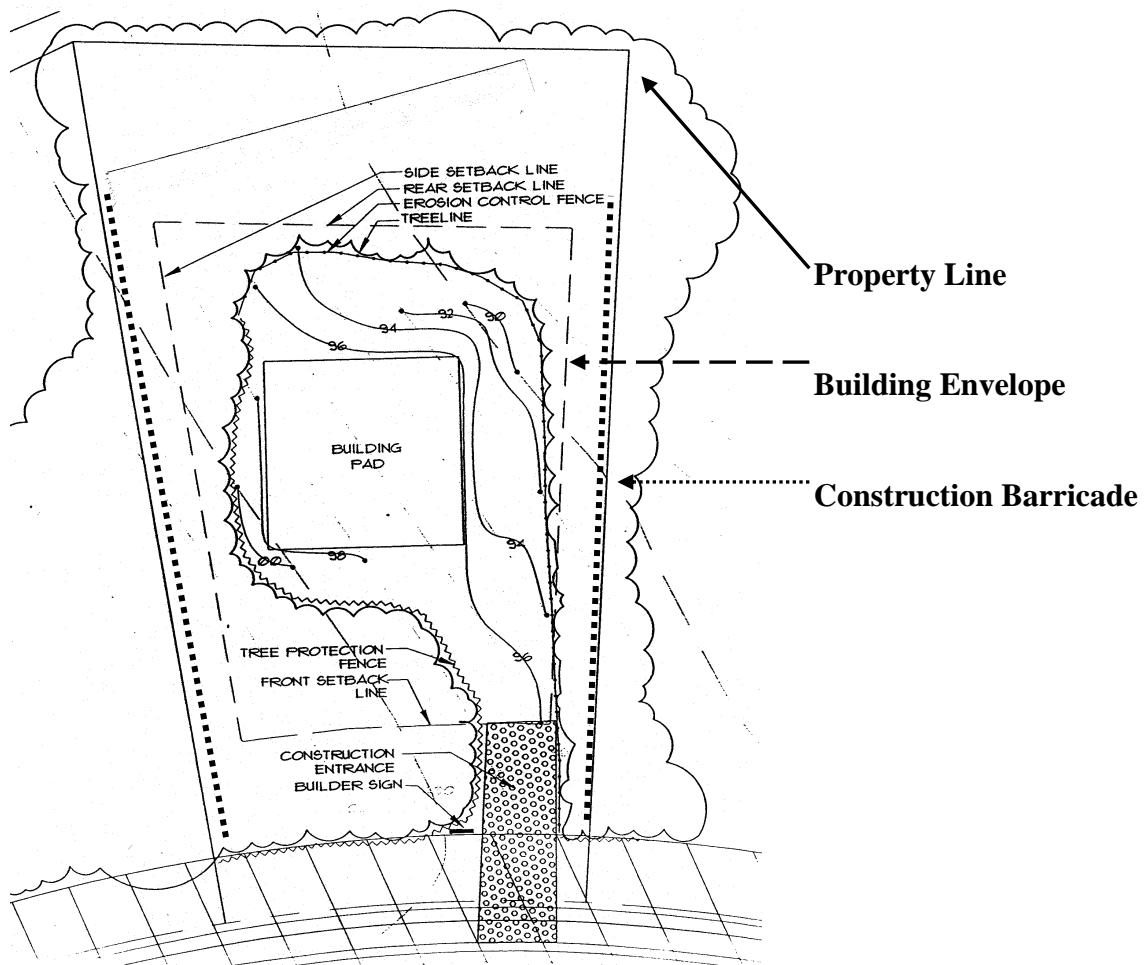 SIDE SETBACK LINE
REAR SETBACK LINE
EROSION CONTROL FENCE
TREELINE
Property Line
92
90
94
96
Building Envelope
BUILDING
PAD
Construction Barricade
94
98
96
TREE PROTECTION
FENCE
FRONT SETBACK
LINE
CONSTRUCTION
ENTRANCE
BUILDER SIGN